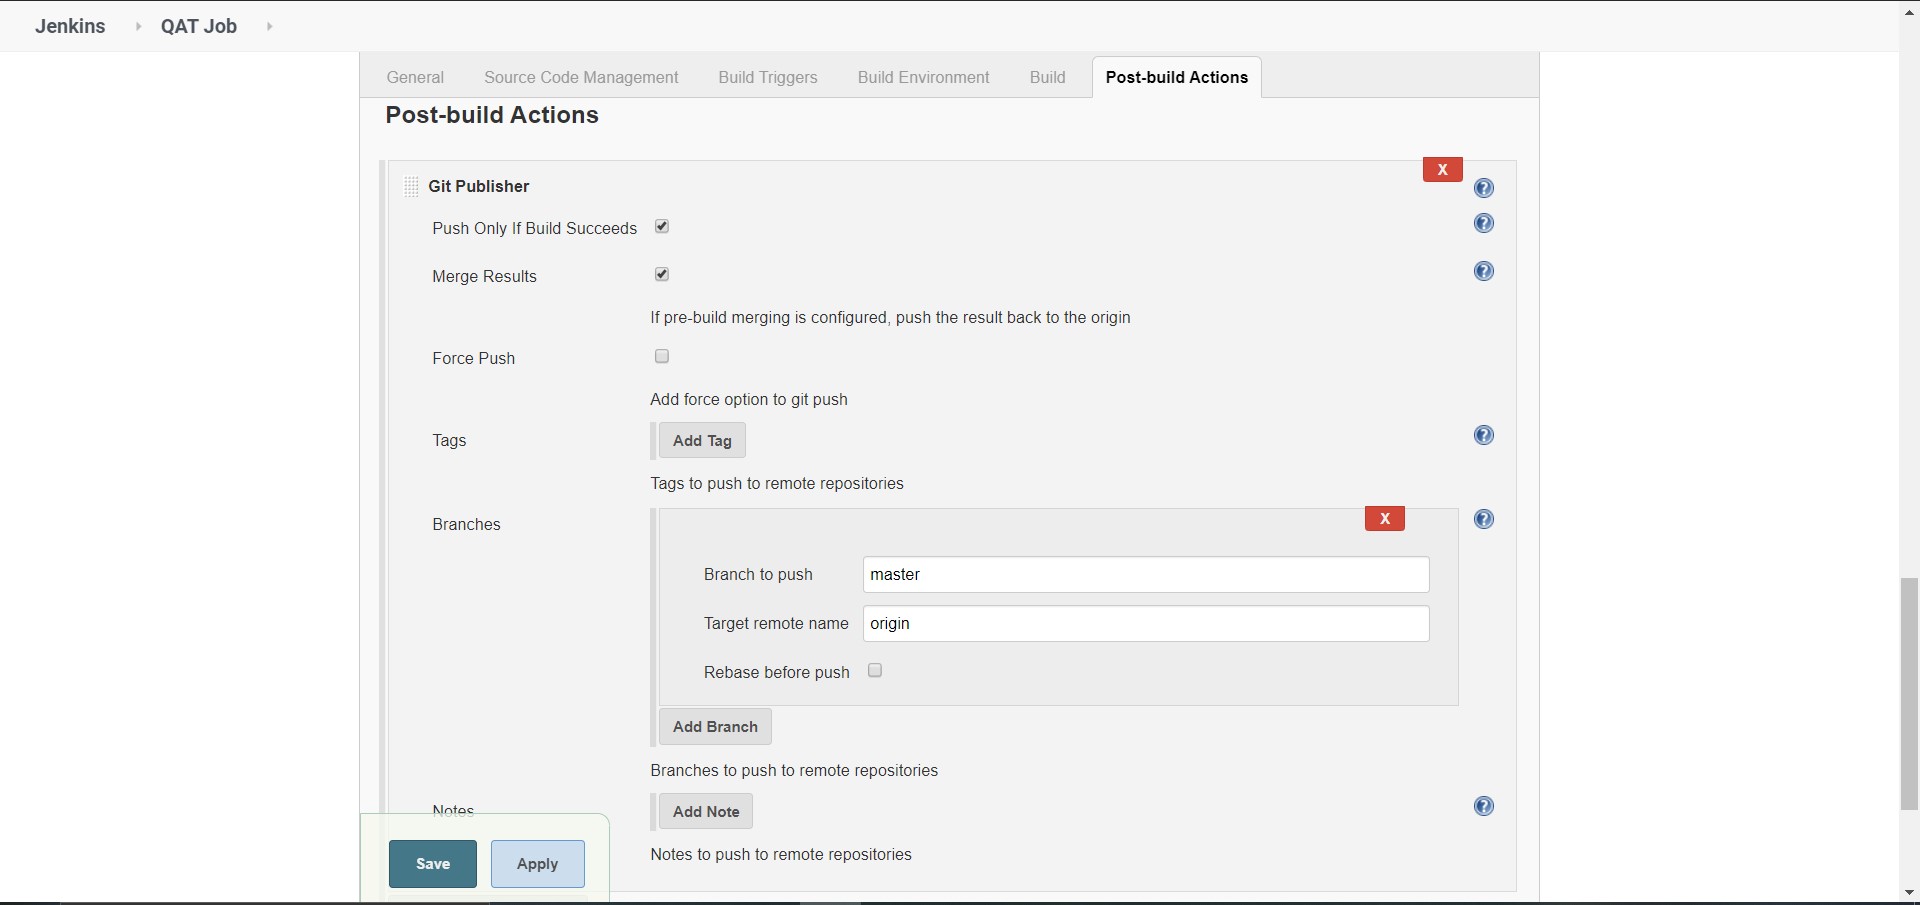 Jenkins QAT Job
General Source Code Management Build Triggers Build Environment Build Post-build Actions
Post-build Actions
X
Git Publisher
Push Only If Build Succeeds
Merge Results
If pre-build merging is configured, push the result back to the origin
Force Push
Add force option to git push
Tags Add Tag
Tags to push to remote repositories
Branches X
Branch to push master
Target remote name origin
Rebase before push
Add Branch
Branches to push to remote repositories
Notes Add Note
Notes to push to remote repositories
Save Apply